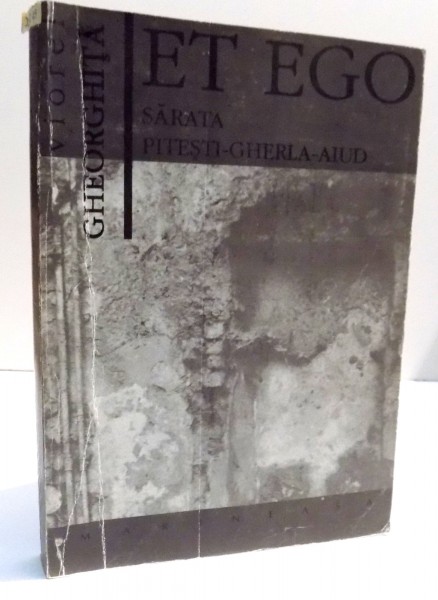 viorel
GHEORGHIȚĂ
ET EGO
SĂRATA
PITEȘTI-GHERLA-AIUD
MARINEASA